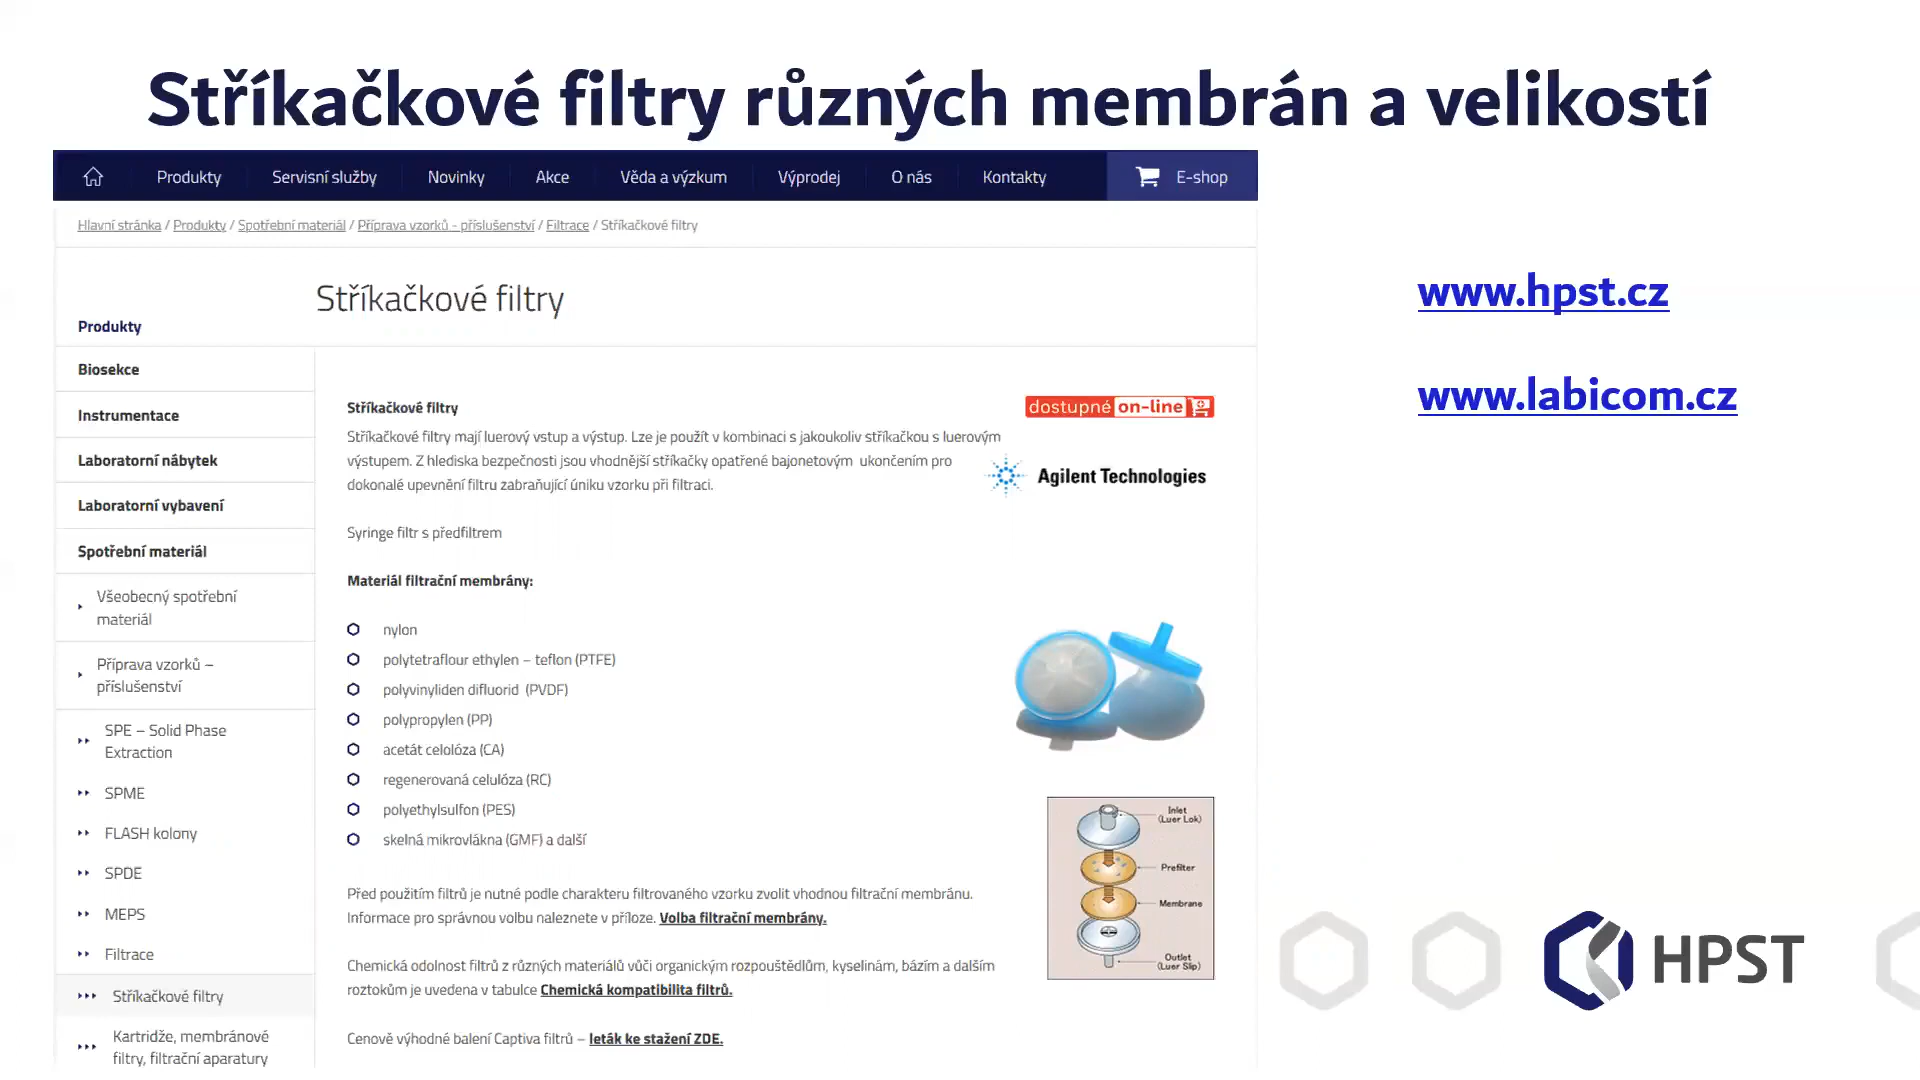 Stříkačkové filtry různých membrán a velikostí
Produkty Servisní služby Novinky Akce Věda a výzkum Výprodej O nás Kontakty E-shop
Hlavní stránka / Produkty / Spotřební materiál / Příprava vzorků - příslušenství / Filtrace / Stříkačkové filtry
Stříkačkové filtry
Produkty
Biosekce
Instrumentace
Laboratorní nábytek
Laboratorní vybavení
Spotřební materiál
Všeobecný spotřební
materiál
Příprava vzorků –
příslušenství
SPE – Solid Phase
Extraction
SPME
FLASH kolony
SPDE
MEPS
Filtrace
Stříkačkové filtry
Kartridže, membránové
filtry, filtrační aparatury
Stříkačkové filtry
Stříkačkové filtry mají luerový vstup a výstup. Lze je použít v kombinaci s jakoukoliv stříkačkou s luerovým
výstupem. Z hlediska bezpečnosti jsou vhodnější stříkačky opatřené bajonetovým ukončením pro
dokonalé upevnění filtru zabraňující úniku vzorku při filtraci.
Syringe filtr s předfiltrem
Materiál filtrační membrány:
nylon
polytetraflour ethylen – teflon (PTFE)
polyvinyliden difluorid (PVDF)
polypropylen (PP)
acetát celolóza (CA)
regenerovaná celulóza (RC)
polyethylsulfon (PES)
skelná mikrovlákna (GMF) a další
Před použitím filtrů je nutné podle charakteru filtrovaného vzorku zvolit vhodnou filtrační membránu.
Informace pro správnou volbu naleznete v příloze. Volba filtrační membrány.
Chemická odolnost filtrů z různých materiálů vůči organickým rozpouštědlům, kyselinám, bázím a dalším
roztokům je uvedena v tabulce Chemická kompatibilita filtrů.
Cenově výhodné balení Captiva filtrů – leták ke stažení ZDE.
dostupné on-line
Agilent Technologies
Inlet
(Luer Lok)
Prefilter
Membrane
Outlet
(Luer Slip)
www.hpst.cz
www.labicom.cz
HPST